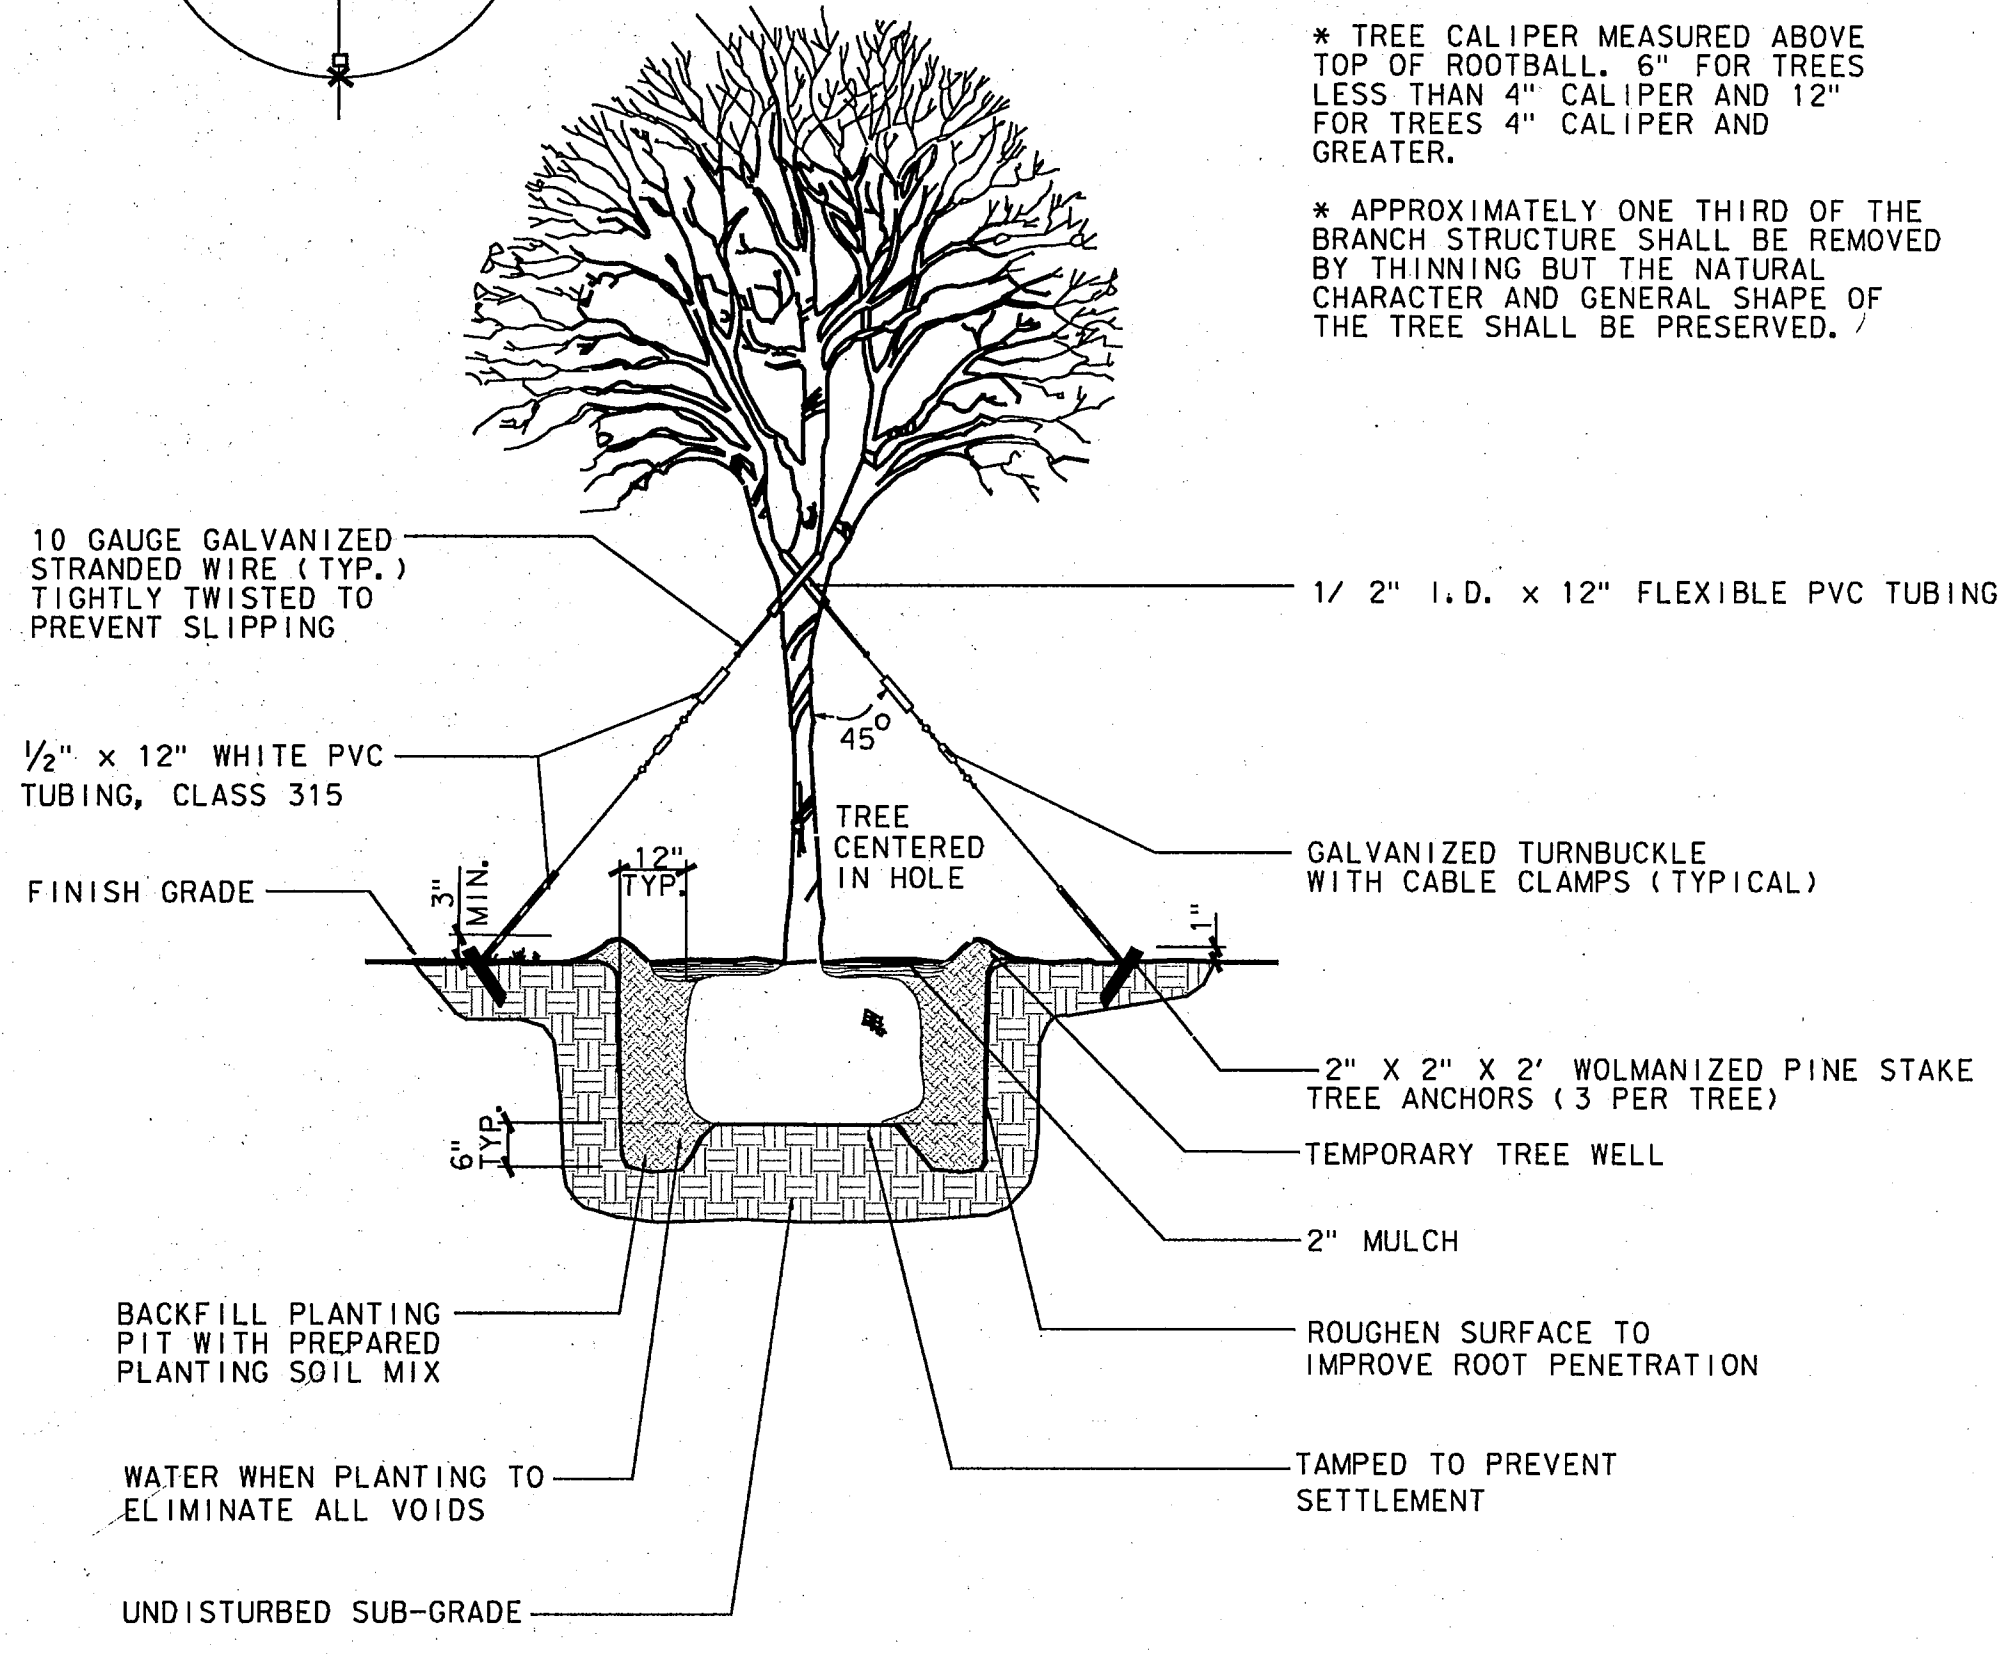 * TREE CALIPER MEASURED ABOVE
TOP OF ROOTBALL. 6" FOR TREES
LESS THAN 4" CALIPER AND 12"
FOR TREES 4" CALIPER AND
GREATER.
* APPROXIMATELY ONE THIRD OF THE
BRANCH STRUCTURE SHALL BE REMOVED
BY THINNING BUT THE NATURAL
CHARACTER AND GENERAL SHAPE OF
THE TREE SHALL BE PRESERVED.
10 GAUGE GALVANIZED
STRANDED WIRE (TYP.)
TIGHTLY TWISTED TO
PREVENT SLIPPING
1/ 2" I.D. x 12" FLEXIBLE PVC TUBING
45°
½" x 12" WHITE PVC
TUBING, CLASS 315
TREE
CENTERED
IN HOLE
GALVANIZED TURNBUCKLE
WITH CABLE CLAMPS (TYPICAL)
12"
TYP.
3"
MIN.
FINISH GRADE
1"
2" X 2" X 2' WOLMANIZED PINE STAKE
TREE ANCHORS (3 PER TREE)
6"
TYP.
TEMPORARY TREE WELL
2" MULCH
BACKFILL PLANTING
PIT WITH PREPARED
PLANTING SOIL MIX
ROUGHEN SURFACE TO
IMPROVE ROOT PENETRATION
WATER WHEN PLANTING TO
ELIMINATE ALL VOIDS
TAMPED TO PREVENT
SETTLEMENT
UNDISTURBED SUB-GRADE